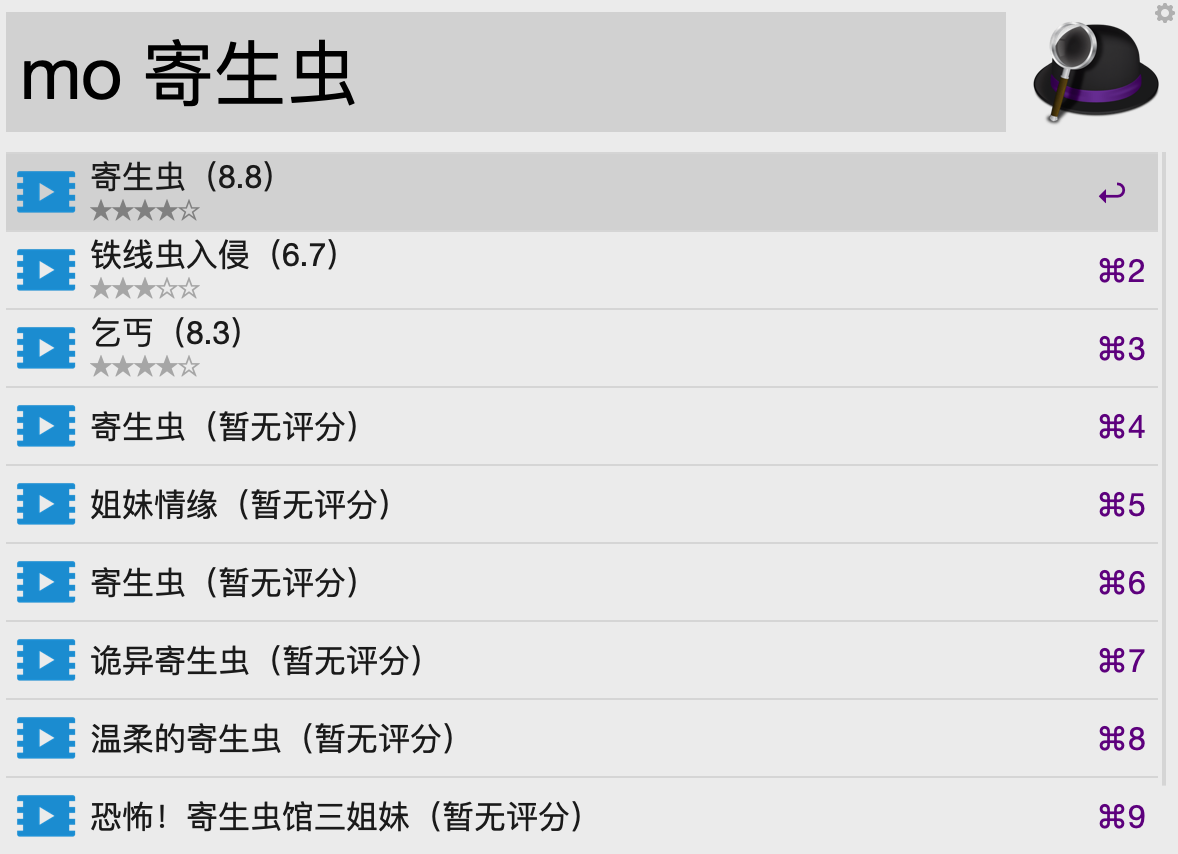 mo 寄生虫
寄生虫（8.8）
★★★★☆
铁线虫入侵（6.7）
★★★☆☆
⌘2
乞丐（8.3）
★★★★☆
⌘3
寄生虫（暂无评分）
⌘4
姐妹情缘（暂无评分）
⌘5
寄生虫（暂无评分）
⌘6
诡异寄生虫（暂无评分）
⌘7
温柔的寄生虫（暂无评分）
⌘8
恐怖！寄生虫馆三姐妹（暂无评分）
⌘9